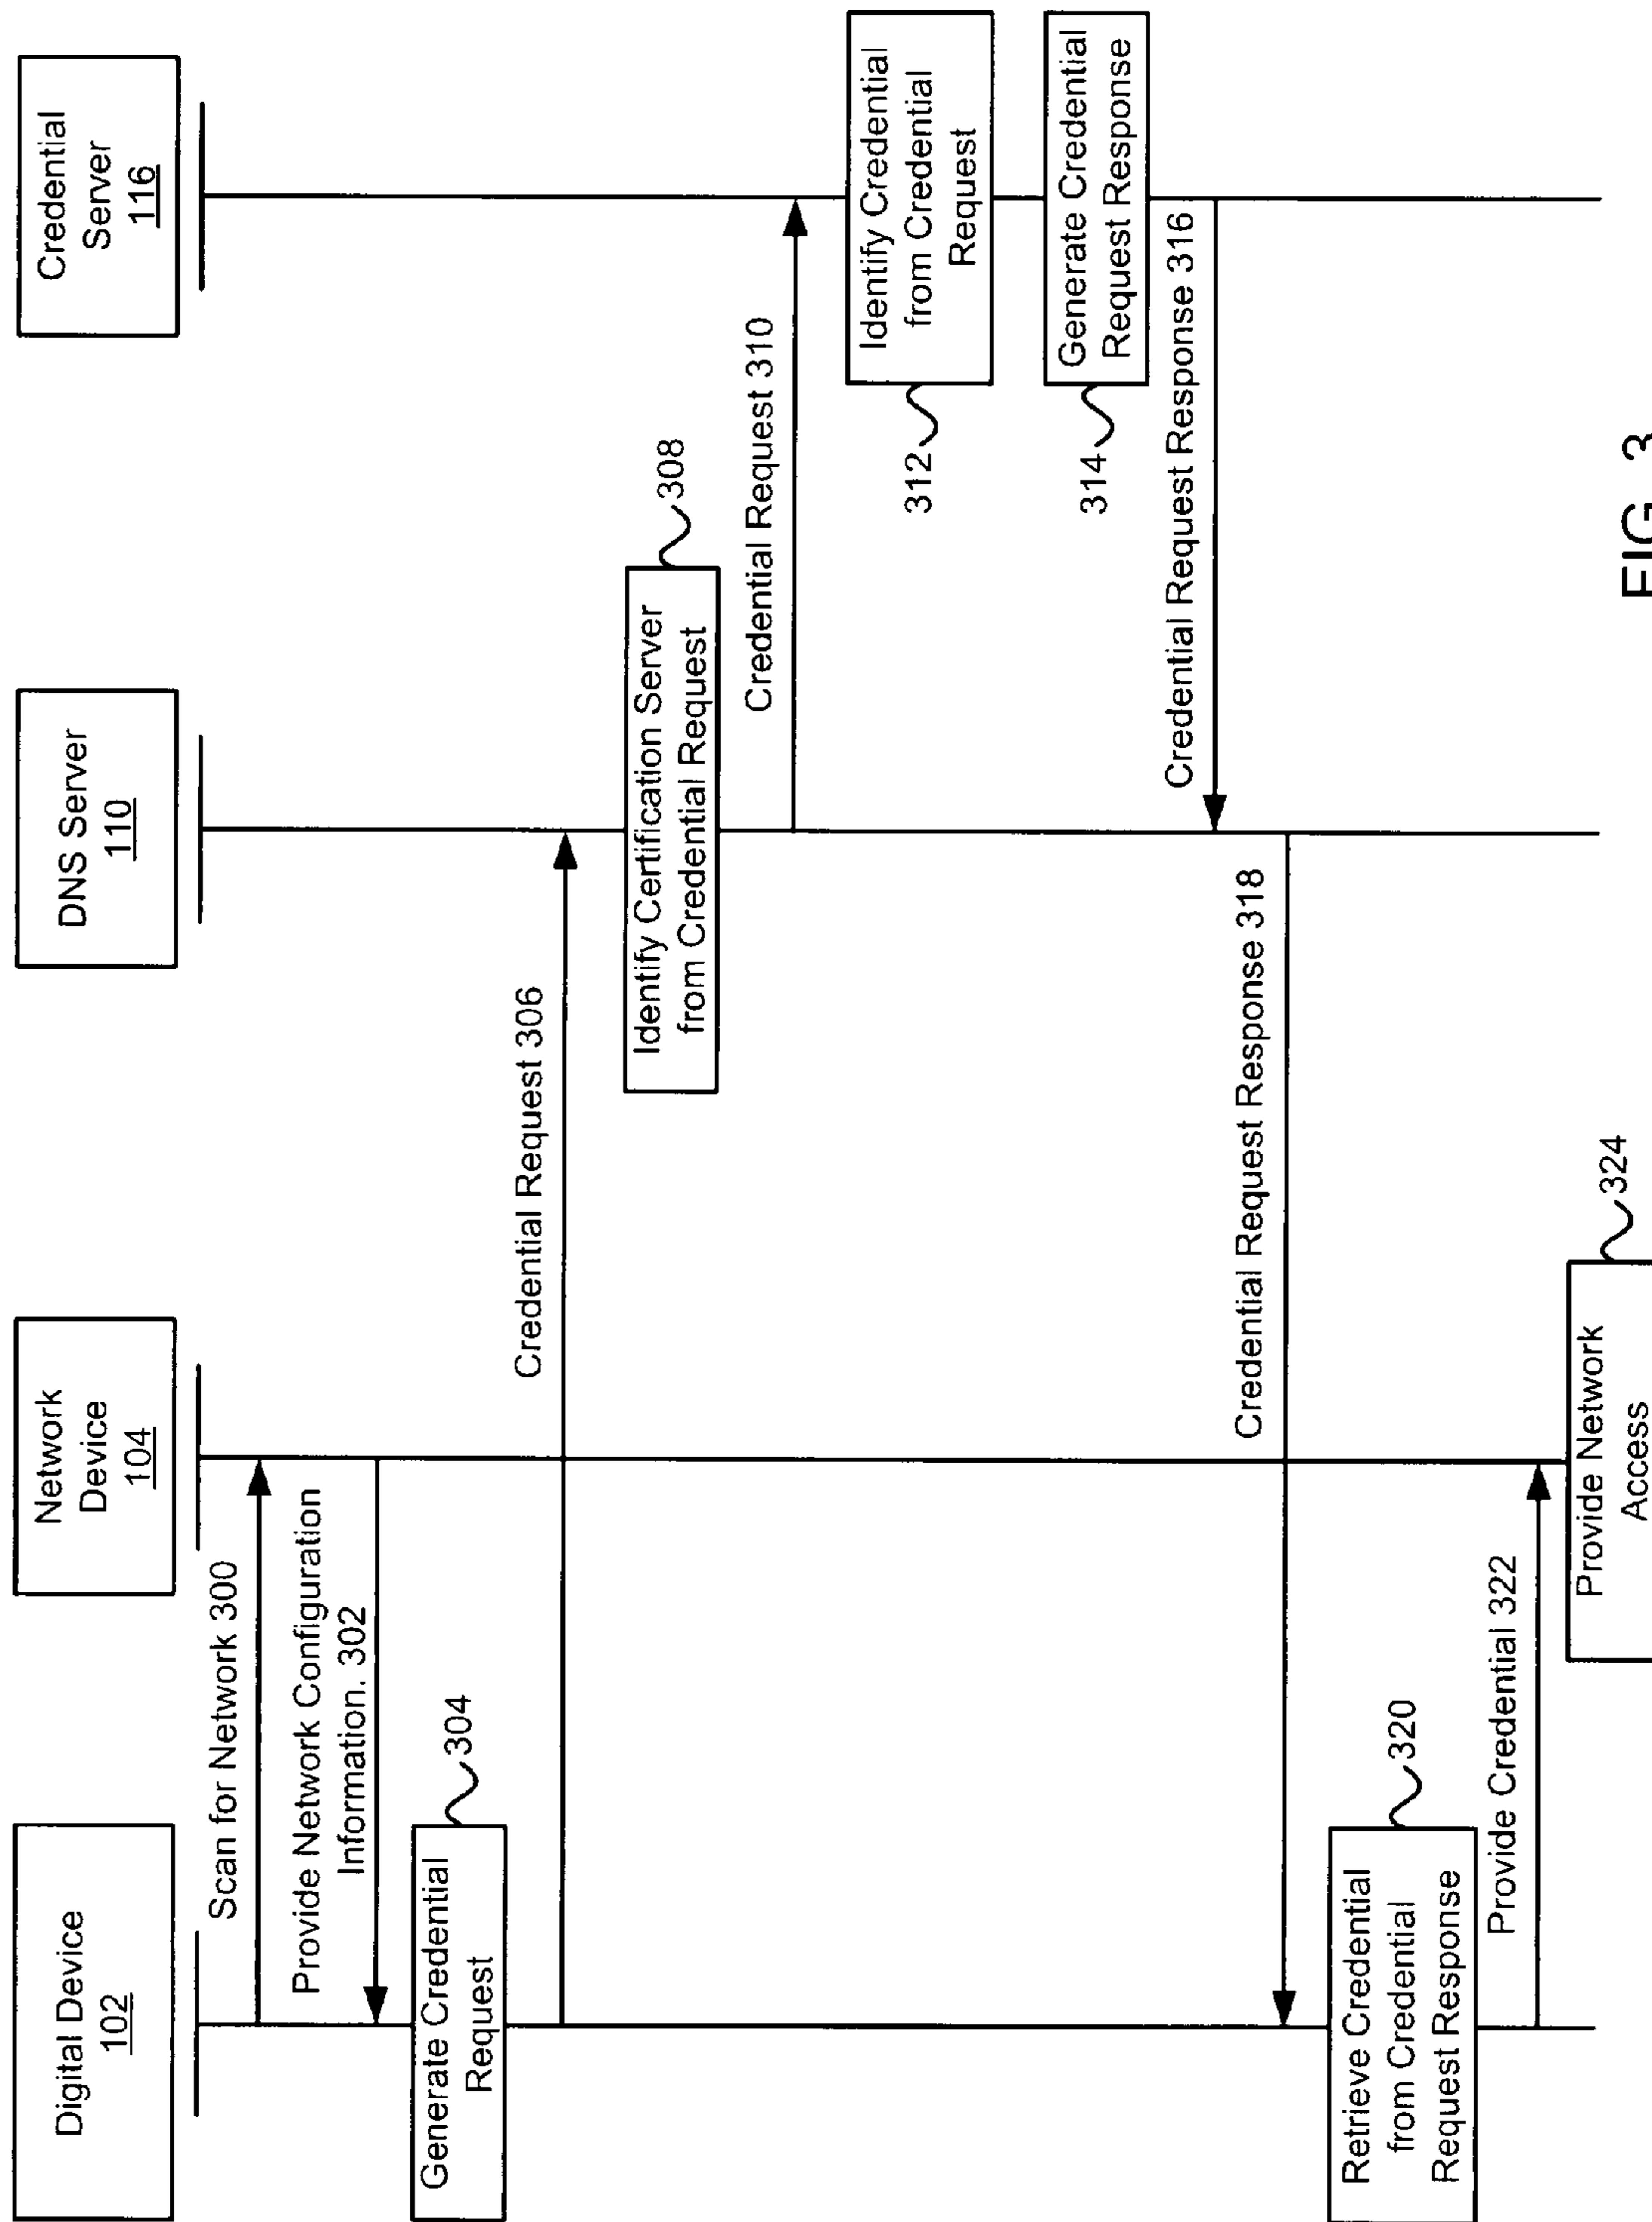 Digital Device
102
Network
Device
104
DNS Server
110
Credential
Server
116
Scan for Network 300
Provide Network Configuration
Information. 302
Generate Credential
Request
304
Credential Request 306
Identify Certification Server
from Credential Request
308
Credential Request 310
Identify Credential
from Credential
Request
312
Generate Credential
Request Response
314
Credential Request Response 316
Credential Request Response 318
Retrieve Credential
from Credential
Request Response
320
Provide Credential 322
Provide Network
Access
324
FIG. 3